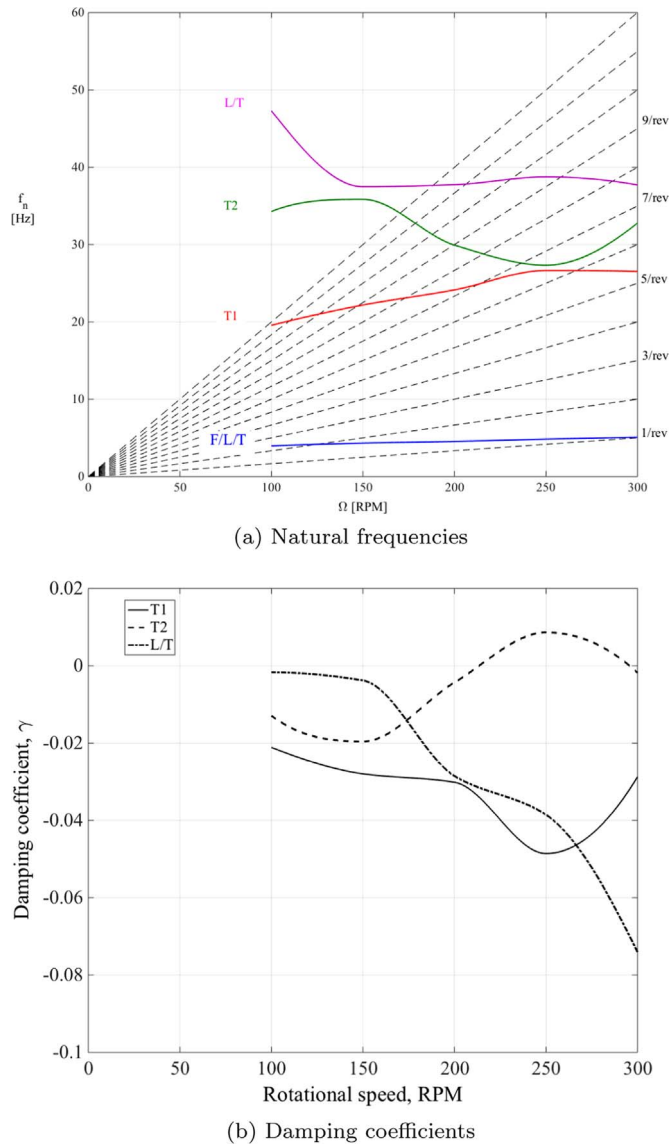 60
50
40
30
20
10
0
f_n
[Hz]
L/T
T2
T1
F/L/T
9/rev
7/rev
5/rev
3/rev
1/rev
0 50 100 150 200 250 300
Ω [RPM]
(a) Natural frequencies
0.02
0
-0.02
-0.04
-0.06
-0.08
-0.1
Damping coefficient, γ
T1
T2
L/T
0 50 100 150 200 250 300
Rotational speed, RPM
(b) Damping coefficients